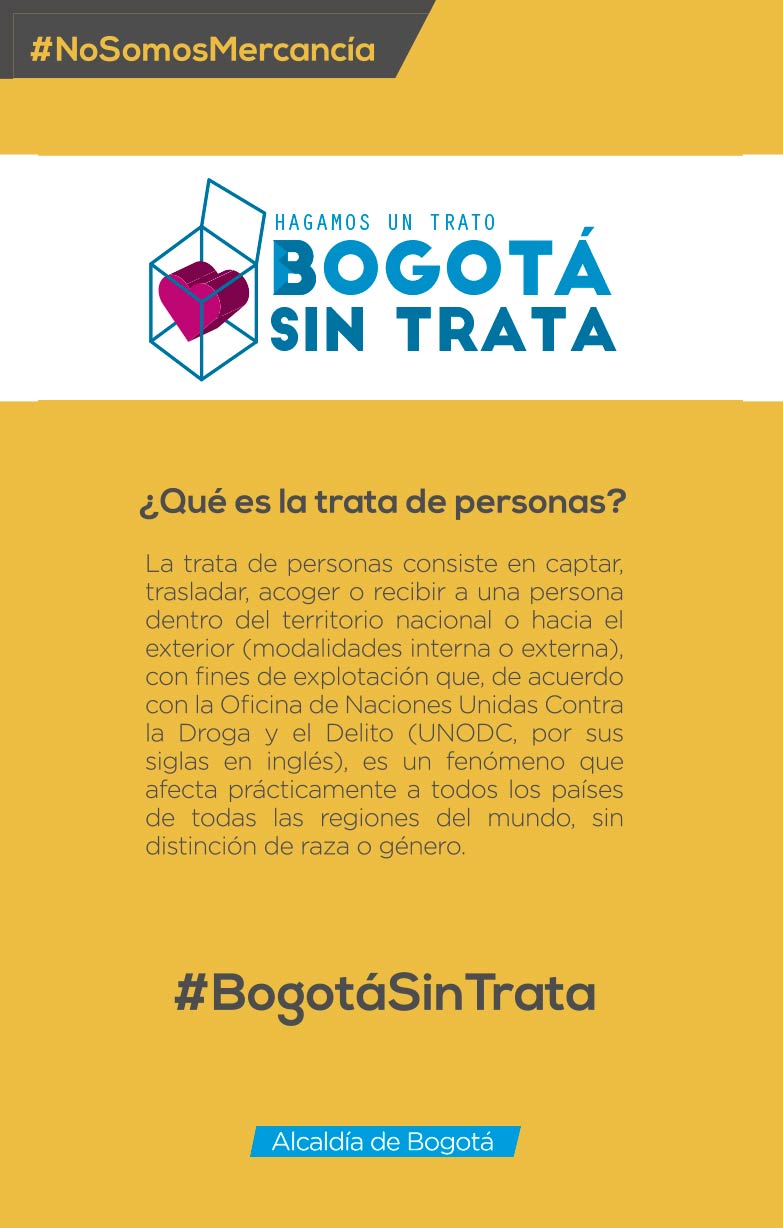 #NoSomosMercancía
HAGAMOS UN TRATO
BOGOTÁ
SIN TRATA
¿Qué es la trata de personas?
La trata de personas consiste en captar,
trasladar, acoger o recibir a una persona
dentro del territorio nacional o hacia el
exterior (modalidades interna o externa),
con fines de explotación que, de acuerdo
con la Oficina de Naciones Unidas Contra
la Droga y el Delito (UNODC, por sus
siglas en inglés), es un fenómeno que
afecta prácticamente a todos los países
de todas las regiones del mundo, sin
distinción de raza o género.
#BogotáSinTrata
Alcaldía de Bogotá